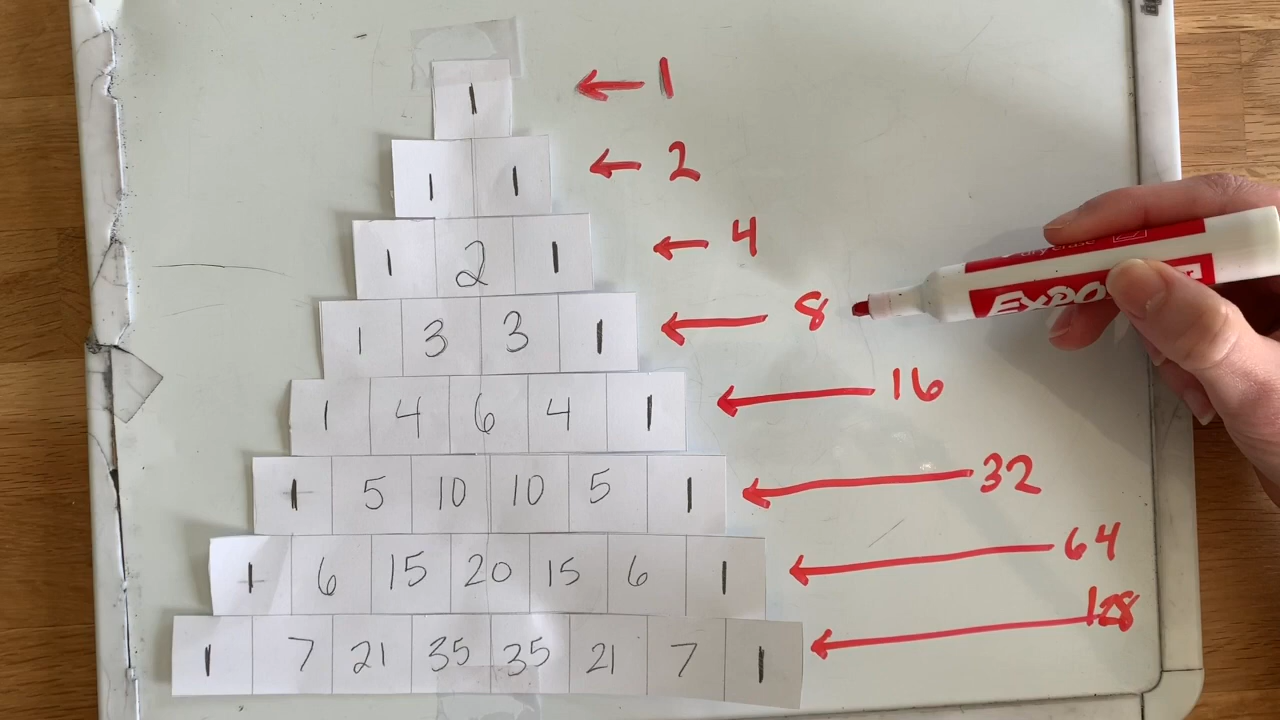 1 ← 1
1 1 ← 2
1 2 1 ← 4
1 3 3 1 ← 8
EXPO
1 4 6 4 1 ← 16
1 5 10 10 5 1 ← 32
1 6 15 20 15 6 1 ← 64
1 7 21 35 35 21 7 1 ← 128